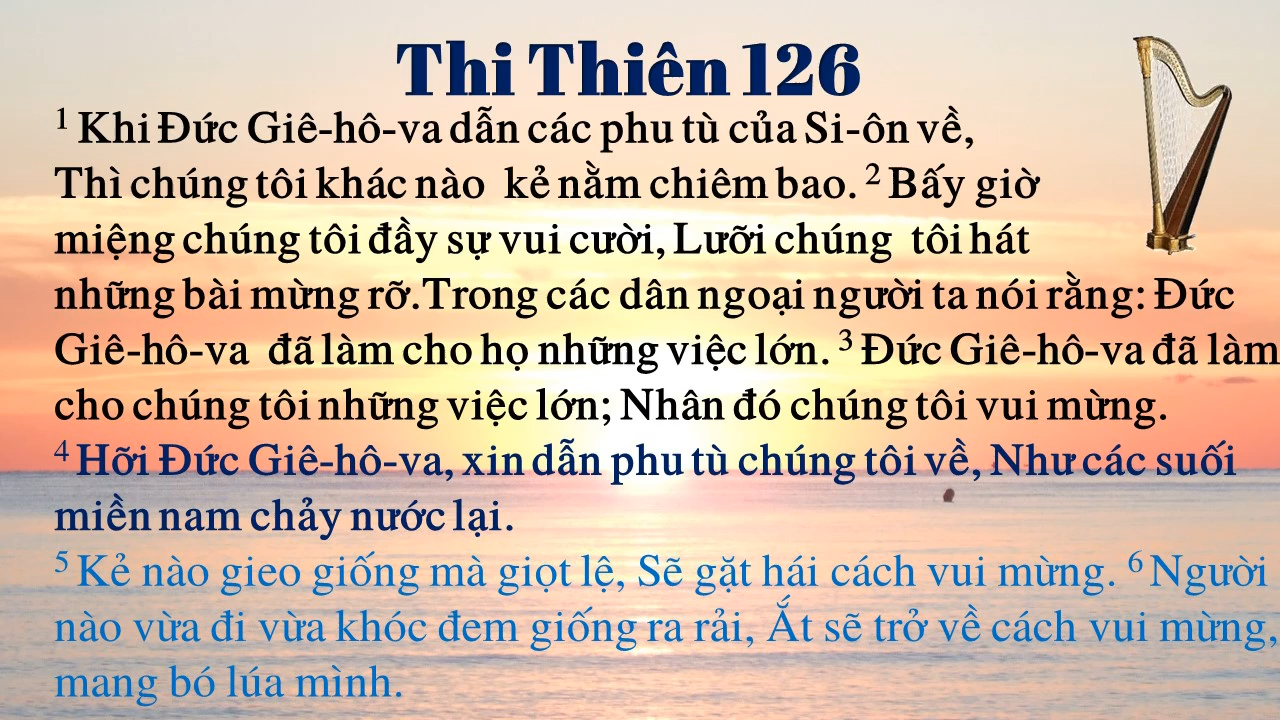 Thi Thiên 126
1 Khi Đức Giê-hô-va dẫn các phu tù của Si-ôn về,
Thì chúng tôi khác nào kẻ nằm chiêm bao. 2 Bấy giờ
miệng chúng tôi đầy sự vui cười, Lưỡi chúng tôi hát
những bài mừng rỡ.Trong các dân ngoại người ta nói rằng: Đức
Giê-hô-va đã làm cho họ những việc lớn. 3 Đức Giê-hô-va đã làm
cho chúng tôi những việc lớn; Nhân đó chúng tôi vui mừng.
4 Hỡi Đức Giê-hô-va, xin dẫn phu tù chúng tôi về, Như các suối
miền nam chảy nước lại.
5 Kẻ nào gieo giống mà giọt lệ, Sẽ gặt hái cách vui mừng. 6 Người
nào vừa đi vừa khóc đem giống ra rải, Ắt sẽ trở về cách vui mừng,
mang bó lúa mình.